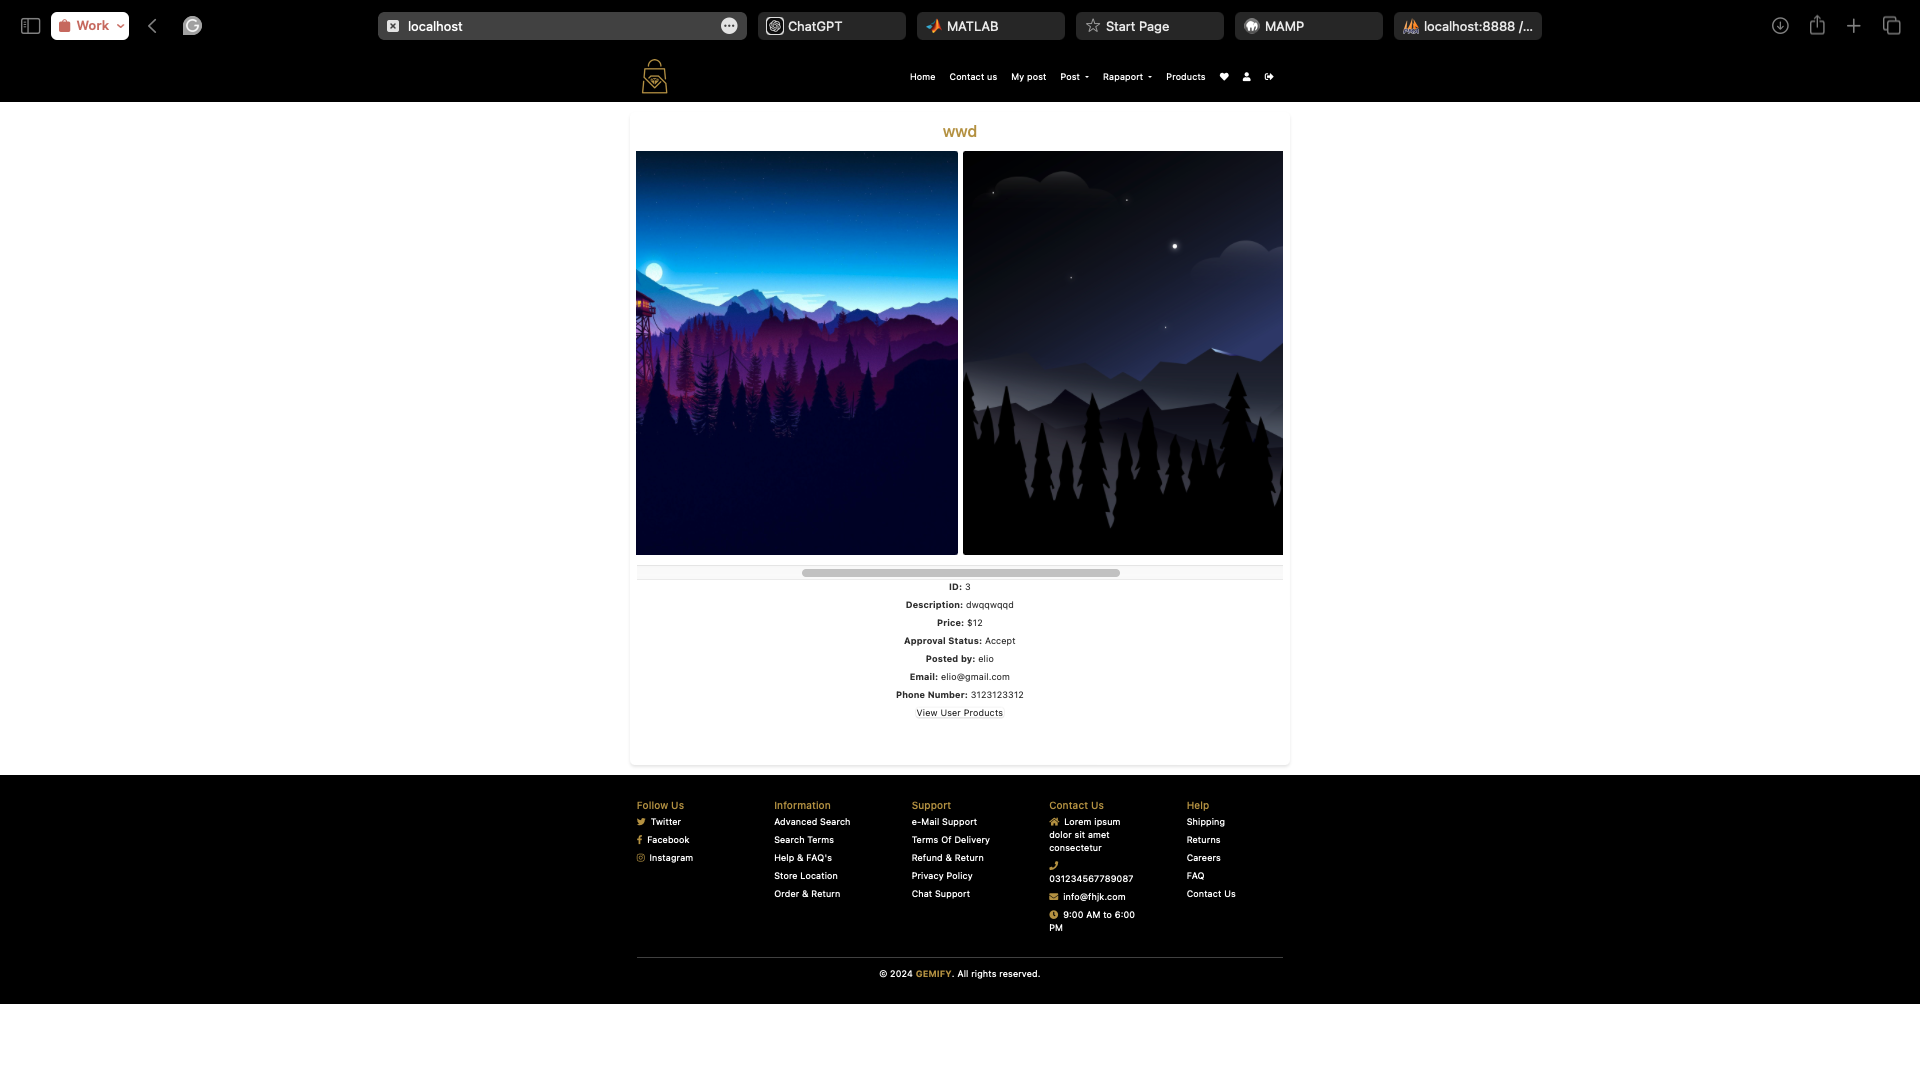 Work
localhost
ChatGPT
MATLAB
Start Page
MAMP
localhost:8888 /...
Home
Contact us
My post
Post
Rapaport
Products
wwd
ID: 3
Description: dwqqwqqd
Price: $12
Approval Status: Accept
Posted by: elio
Email: elio@gmail.com
Phone Number: 3123123312
View User Products
Follow Us
Twitter
Facebook
Instagram
Information
Advanced Search
Search Terms
Help & FAQ's
Store Location
Order & Return
Support
e-Mail Support
Terms Of Delivery
Refund & Return
Privacy Policy
Chat Support
Contact Us
Lorem ipsum
dolor sit amet
consectetur
031234567789087
info@fhjk.com
9:00 AM to 6:00
PM
Help
Shipping
Returns
Careers
FAQ
Contact Us
© 2024 GEMIFY. All rights reserved.